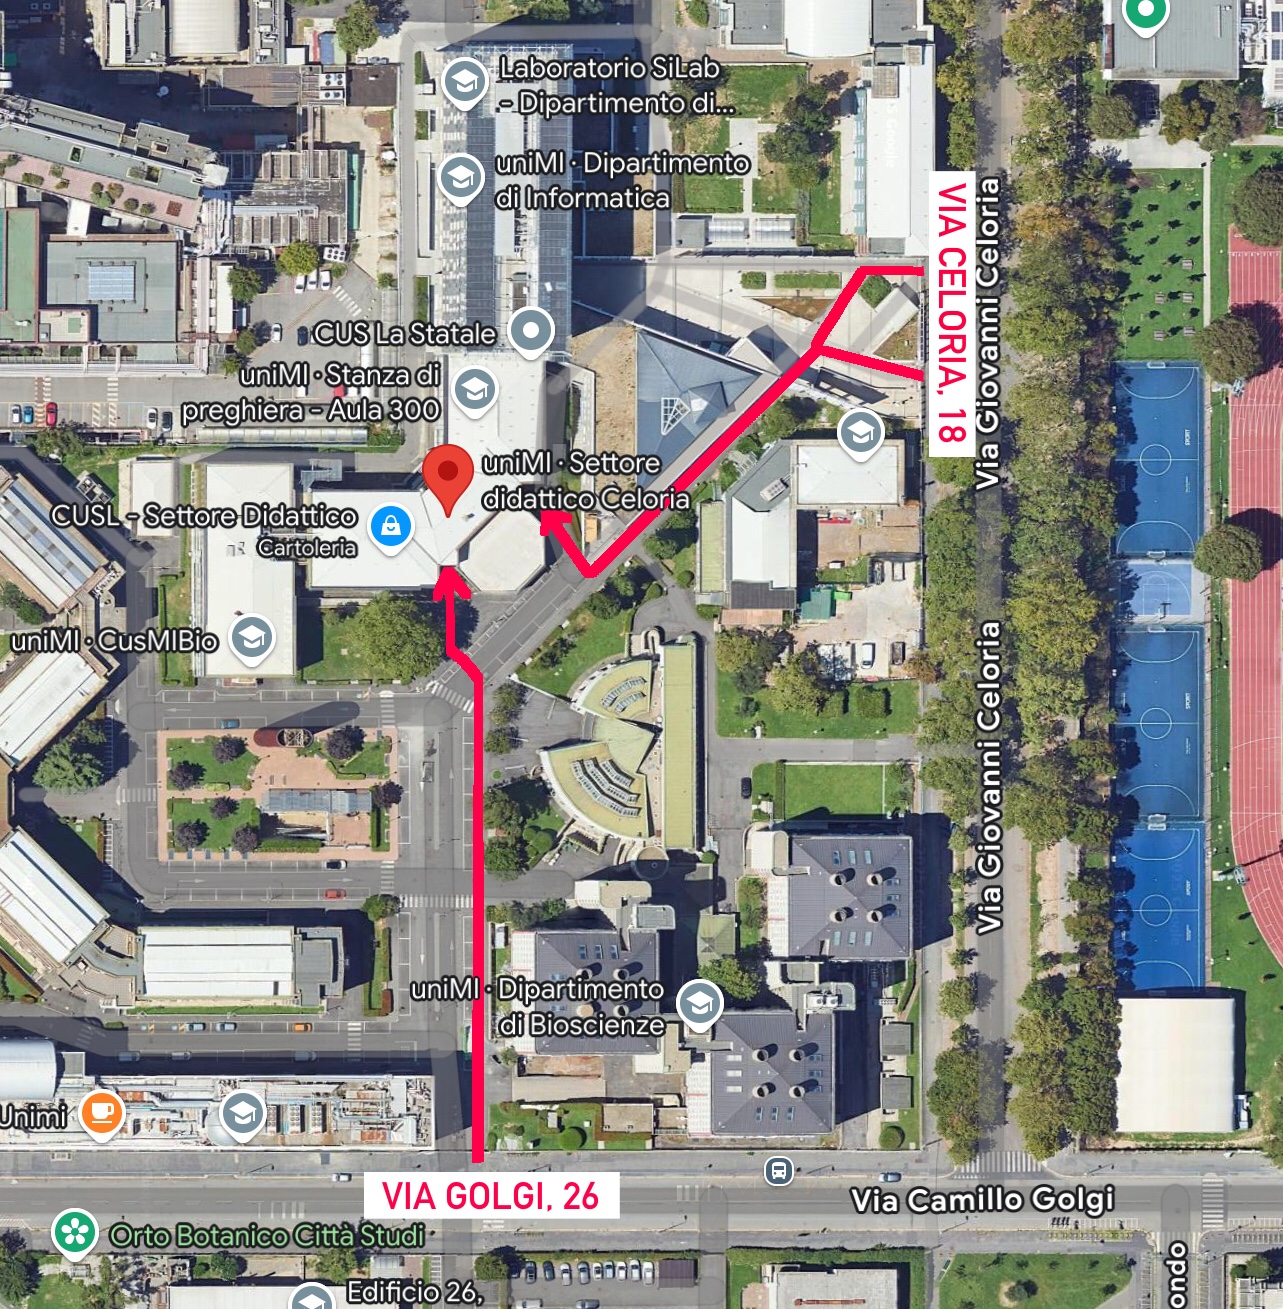 Laboratorio SiLab
- Dipartimento di...
uniMI · Dipartimento
di Informatica
VIA CELORIA, 18
Via Giovanni Celoria
CUS La Statale
uniMI · Stanza di
preghiera - Aula 300
uniMI · Settore
didattico Celoria
CUSL - Settore Didattico
Cartoleria
uniMI · CusMIBio
Via Giovanni Celoria
uniMI · Dipartimento
di Bioscienze
Unimi
VIA GOLGI, 26
Via Camillo Golgi
Orto Botanico Città Studi
Edificio 26,
ondo